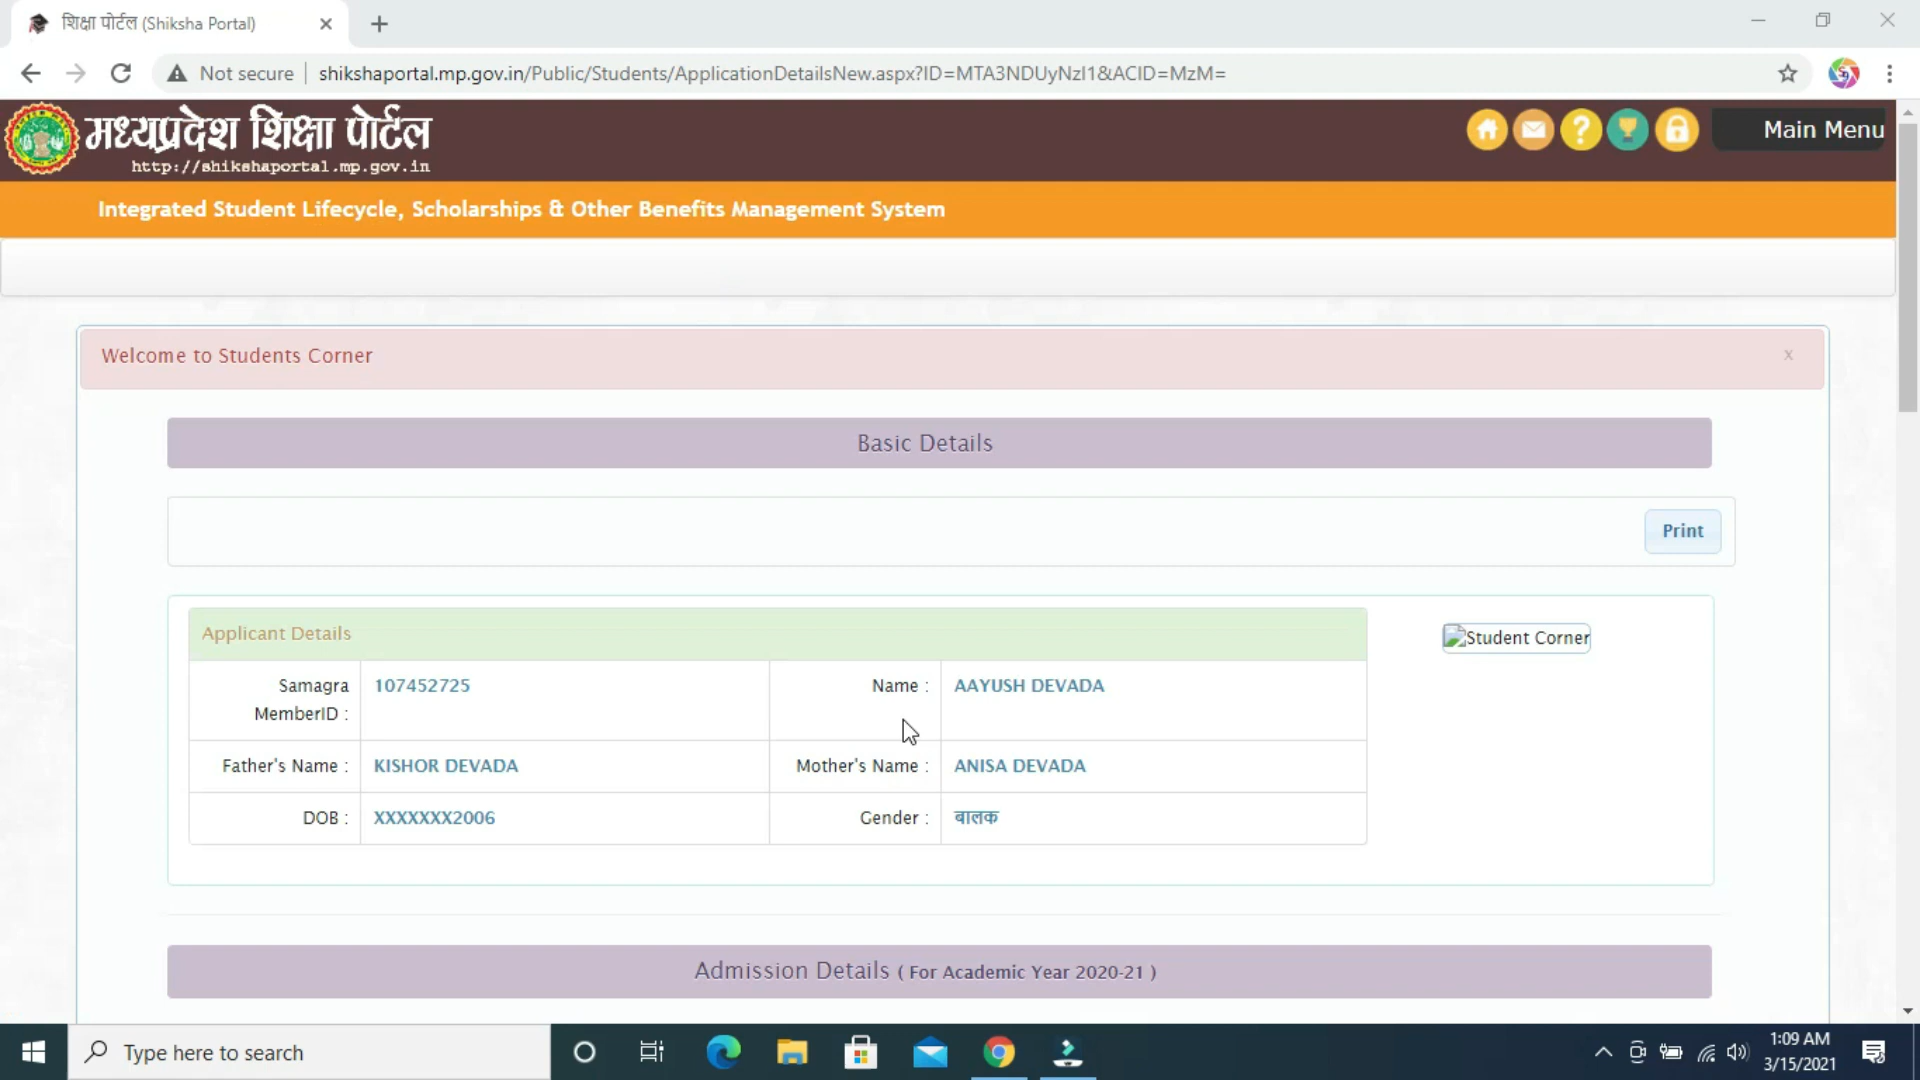 शिक्षा पोर्टल (Shiksha Portal)
Not secure
shikshaportal.mp.gov.in/Public/Students/ApplicationDetailsNew.aspx?ID=MTA3NDUyNzI1&ACID=MzM=
मध्यप्रदेश शिक्षा पोर्टल
http://shikshaportal.mp.gov.in
Main Menu
Integrated Student Lifecycle, Scholarships & Other Benefits Management System
Welcome to Students Corner
x
Basic Details
Print
Applicant Details
Student Corner
Samagra MemberID : 107452725 Name : AAYUSH DEVADA
Father's Name : KISHOR DEVADA Mother's Name : ANISA DEVADA
DOB : XXXXXXX2006 Gender : बालक
Admission Details ( For Academic Year 2020-21 )
Type here to search
1:09 AM
3/15/2021